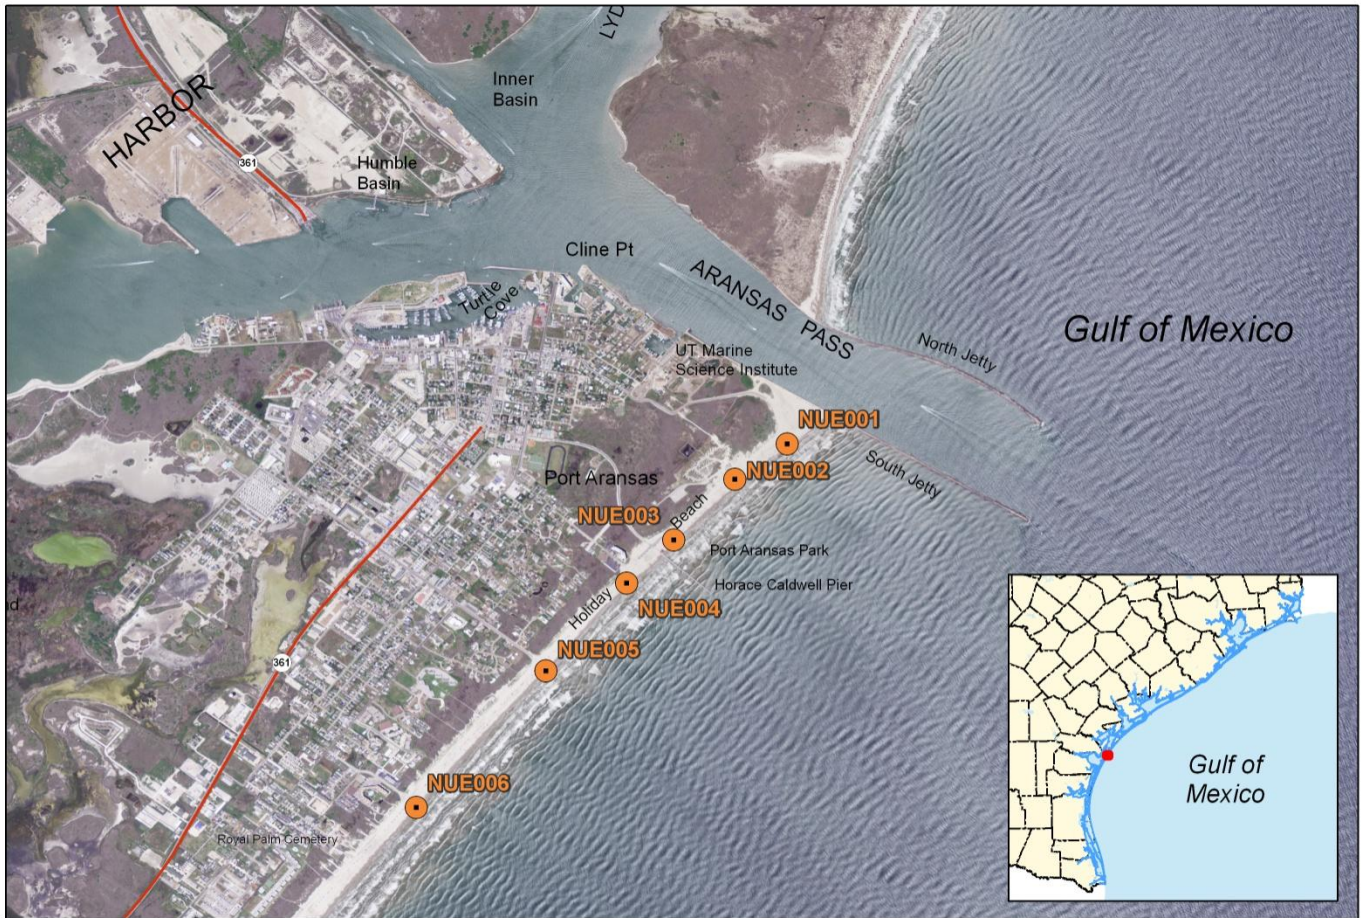 LYD
Inner
Basin
HARBOR
361
Humble
Basin
Cline Pt
ARANSAS PASS
Turtle
Cove
Gulf of Mexico
North Jetty
UT Marine
Science Institute
NUE001
South Jetty
NUE002
Port Aransas
NUE003
Beach
Port Aransas Park
Horace Caldwell Pier
Holiday
NUE004
d
NUE005
361
NUE006
Royal Palm Cemetery
Gulf of
Mexico